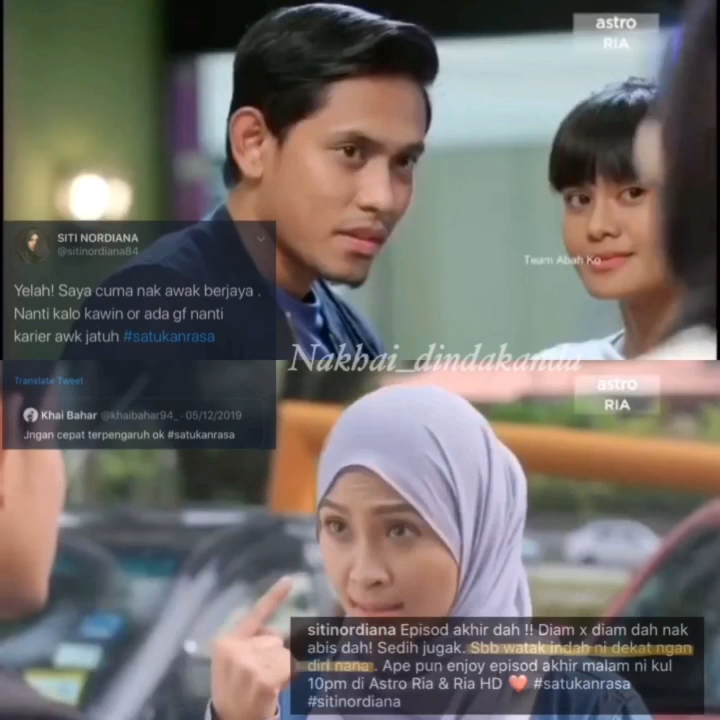 astro
RIA
SITI NORDIANA
@sitinordiana84
Yelah! Saya cuma nak awak berjaya .
Nanti kalo kawin or ada gf nanti
karier awk jatuh #satukanrasa
Team Abah Ko
Nakhai_dindakanda
Translate Tweet
Khai Bahar @khaibahar94_ · 05/12/2019
Jngan cepat terpengaruh ok #satukanrasa
astro
RIA
sitinordiana Episod akhir dah !! Diam x diam dah nak
abis dah! Sedih jugak. Sbb watak indah ni dekat ngan
diri nana . Ape pun enjoy episod akhir malam ni kul
10pm di Astro Ria & Ria HD ❤️ #satukanrasa
#sitinordiana